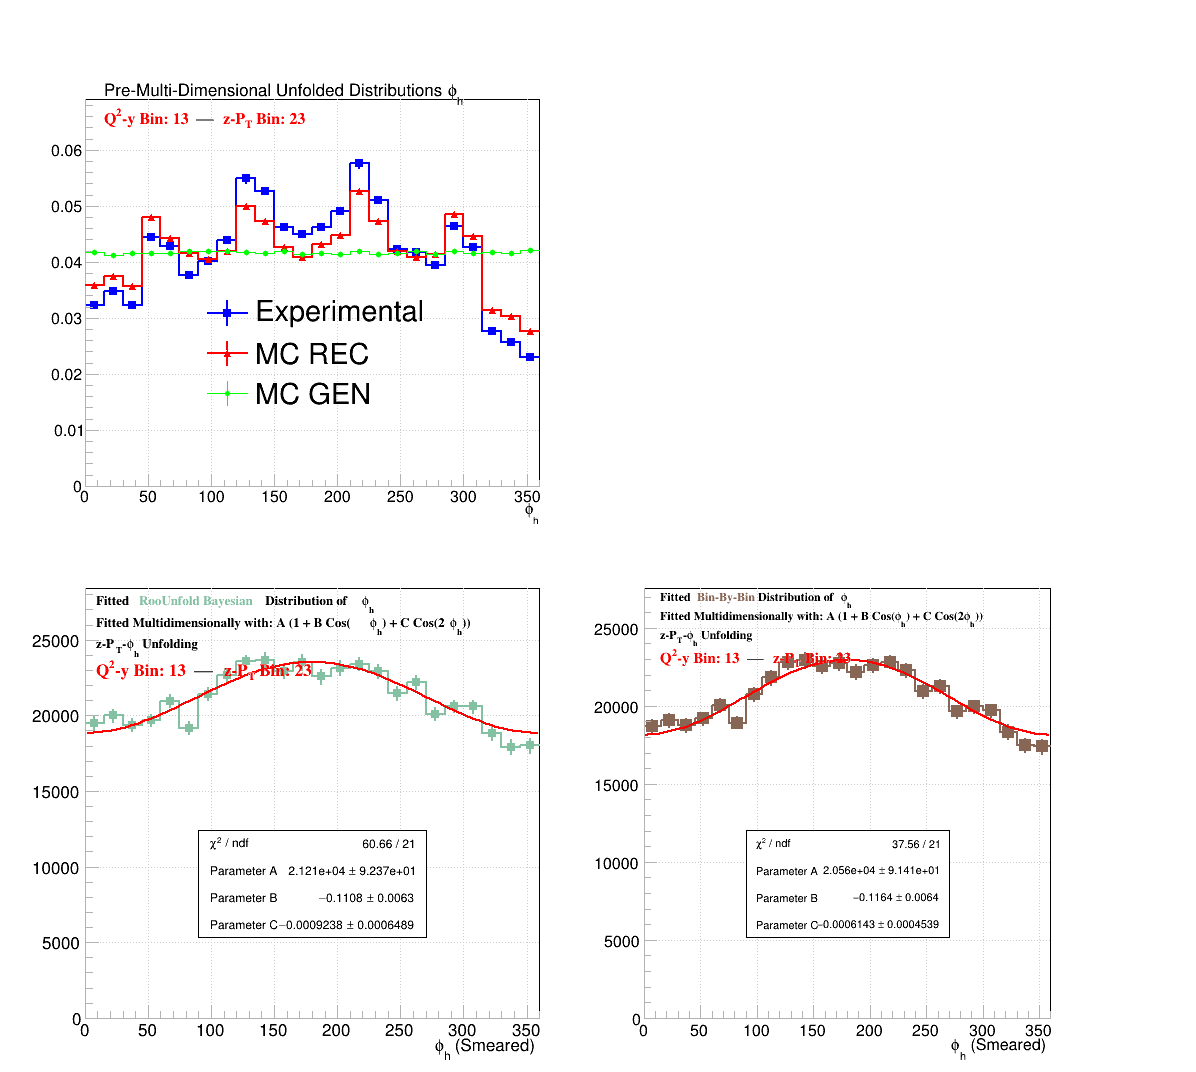 Pre-Multi-Dimensional Unfolded Distributions ϕh
Q2-y Bin: 13 — z-PT Bin: 23
0.06
0.05
0.04
0.03
0.02
0.01
0
Experimental
MC REC
MC GEN
0 50 100 150 200 250 300 350
ϕh
Fitted RooUnfold Bayesian Distribution of ϕh
Fitted Multidimensionally with: A (1 + B Cos( ϕh) + C Cos(2 ϕh))
z-PT-ϕh Unfolding
Q2-y Bin: 13 — z-PT Bin: 23
25000
20000
15000
10000
5000
0
χ2 / ndf 60.66 / 21
Parameter A 2.121e+04 ± 9.237e+01
Parameter B −0.1108 ± 0.0063
Parameter C −0.0009238 ± 0.0006489
0 50 100 150 200 250 300 350
ϕh (Smeared)
Fitted Bin-By-Bin Distribution of ϕh
Fitted Multidimensionally with: A (1 + B Cos(ϕh) + C Cos(2ϕh))
z-PT-ϕh Unfolding
Q2-y Bin: 13 — z-PT Bin: 23
25000
20000
15000
10000
5000
0
χ2 / ndf 37.56 / 21
Parameter A 2.056e+04 ± 9.141e+01
Parameter B −0.1164 ± 0.0064
Parameter C −0.0006143 ± 0.0004539
0 50 100 150 200 250 300 350
ϕh (Smeared)